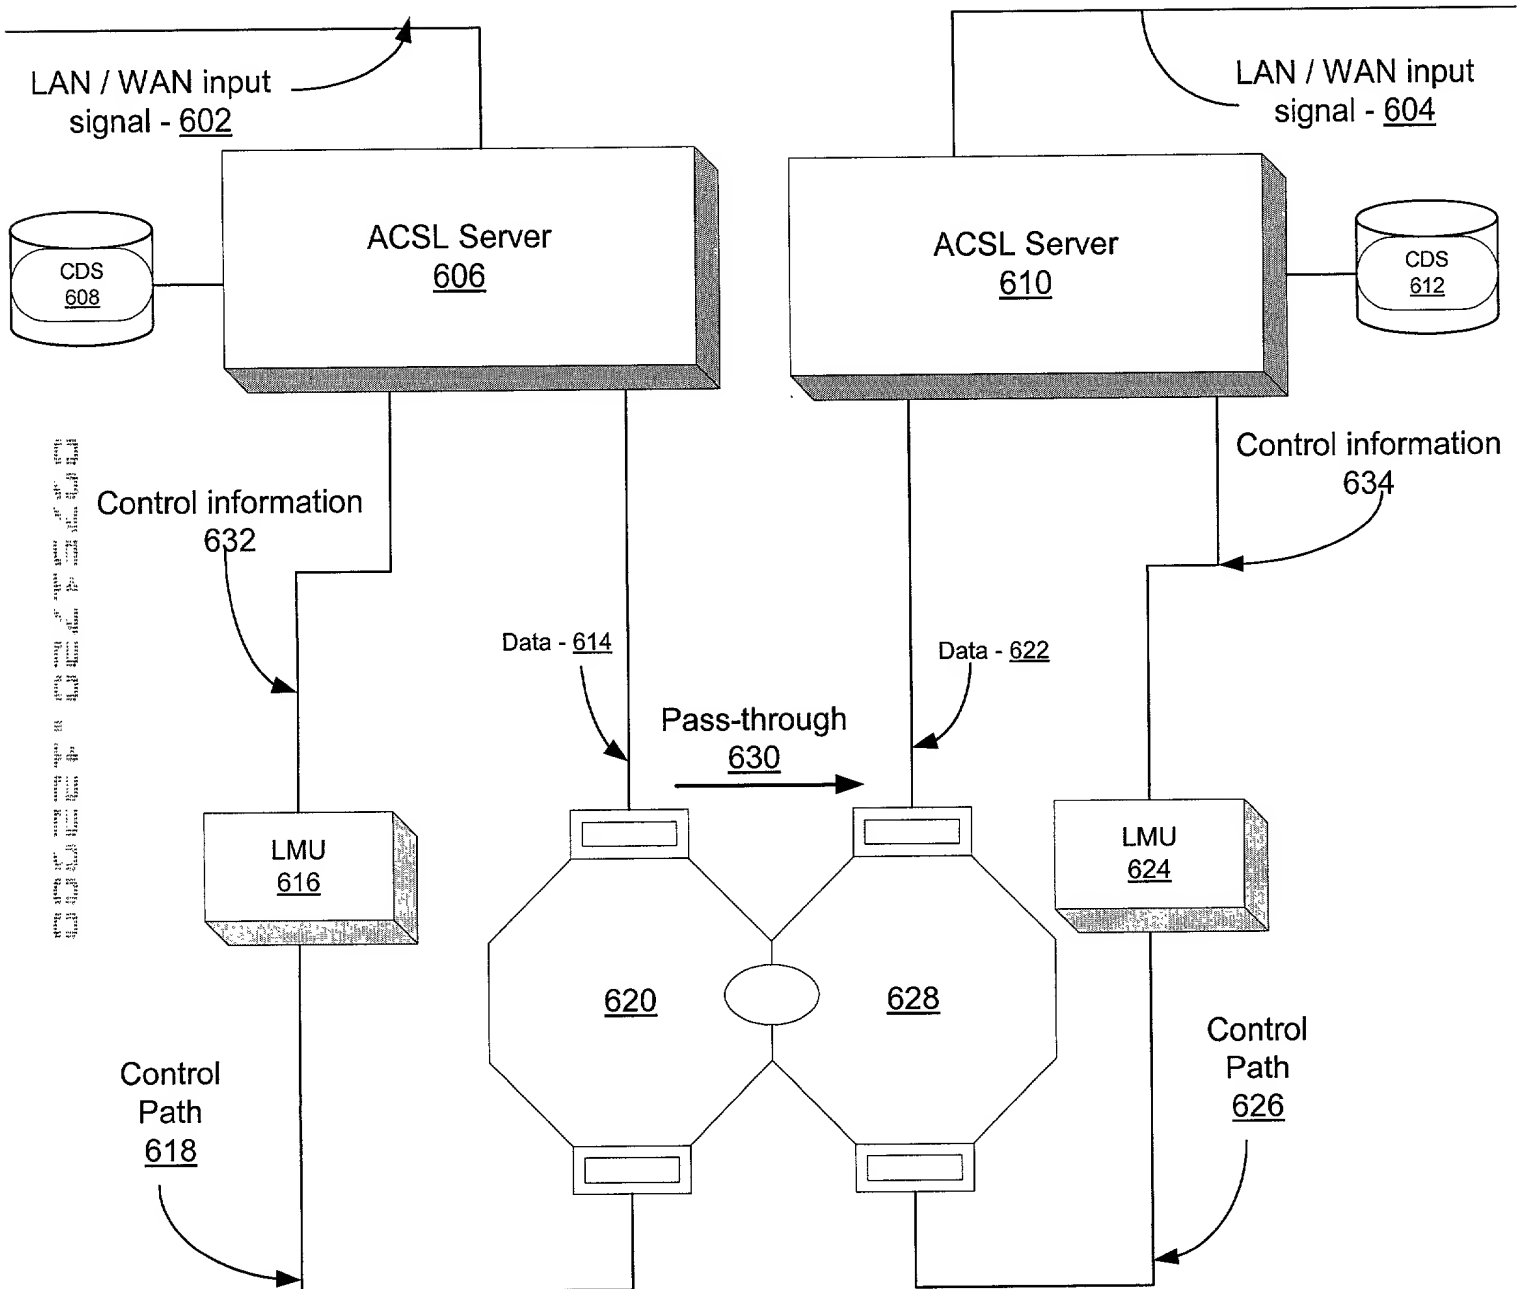 LAN / WAN input
signal - 602
LAN / WAN input
signal - 604
ACSL Server
606
ACSL Server
610
CDS
608
CDS
612
Control information
632
Control information
634
Data - 614
Data - 622
Pass-through
630
LMU
616
LMU
624
620
628
Control
Path
618
Control
Path
626